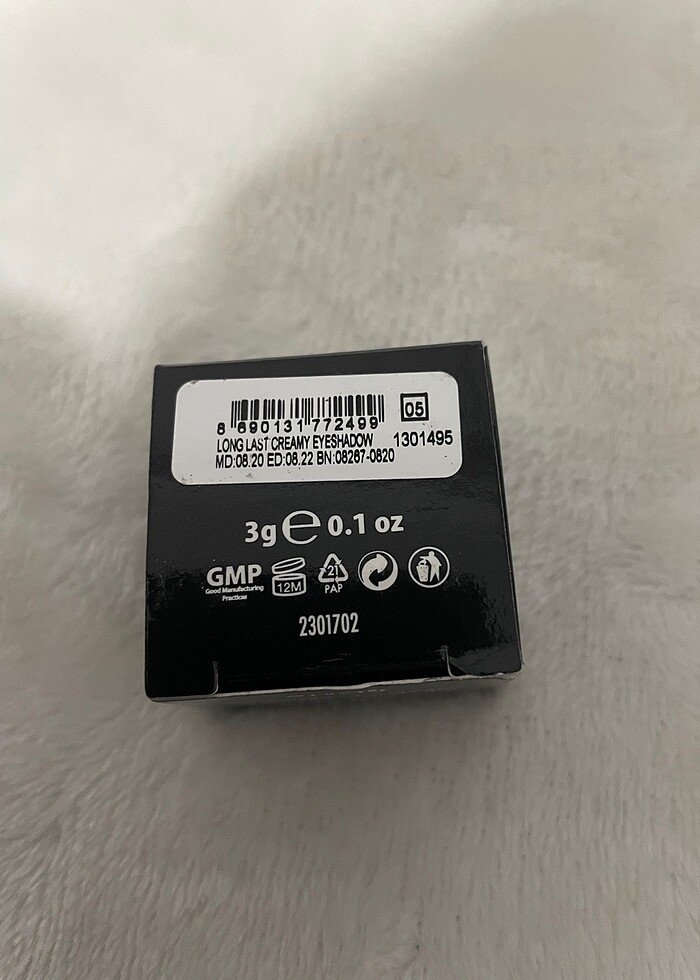 05
8 690131 772499
LONG LAST CREAMY EYESHADOW 1301495
MD:08.20 ED:08.22 BN:08267-0820
3g e 0.1 oz
GMP
Good Manufacturing
Practices
12M
21
PAP
2301702